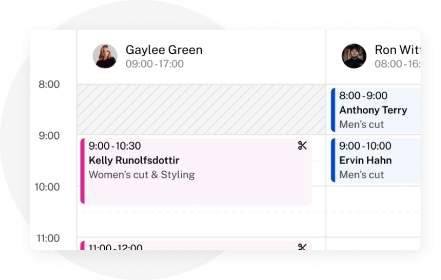 Gaylee Green
09:00 - 17:00
Ron Wit
08:00 - 16:
8:00
9:00
10:00
11:00
9:00 - 10:30
Kelly Runolfsdottir
Women's cut & Styling
11:00 - 12:00
8:00 - 9:00
Anthony Terry
Men's cut
9:00 - 10:00
Ervin Hahn
Men's cut